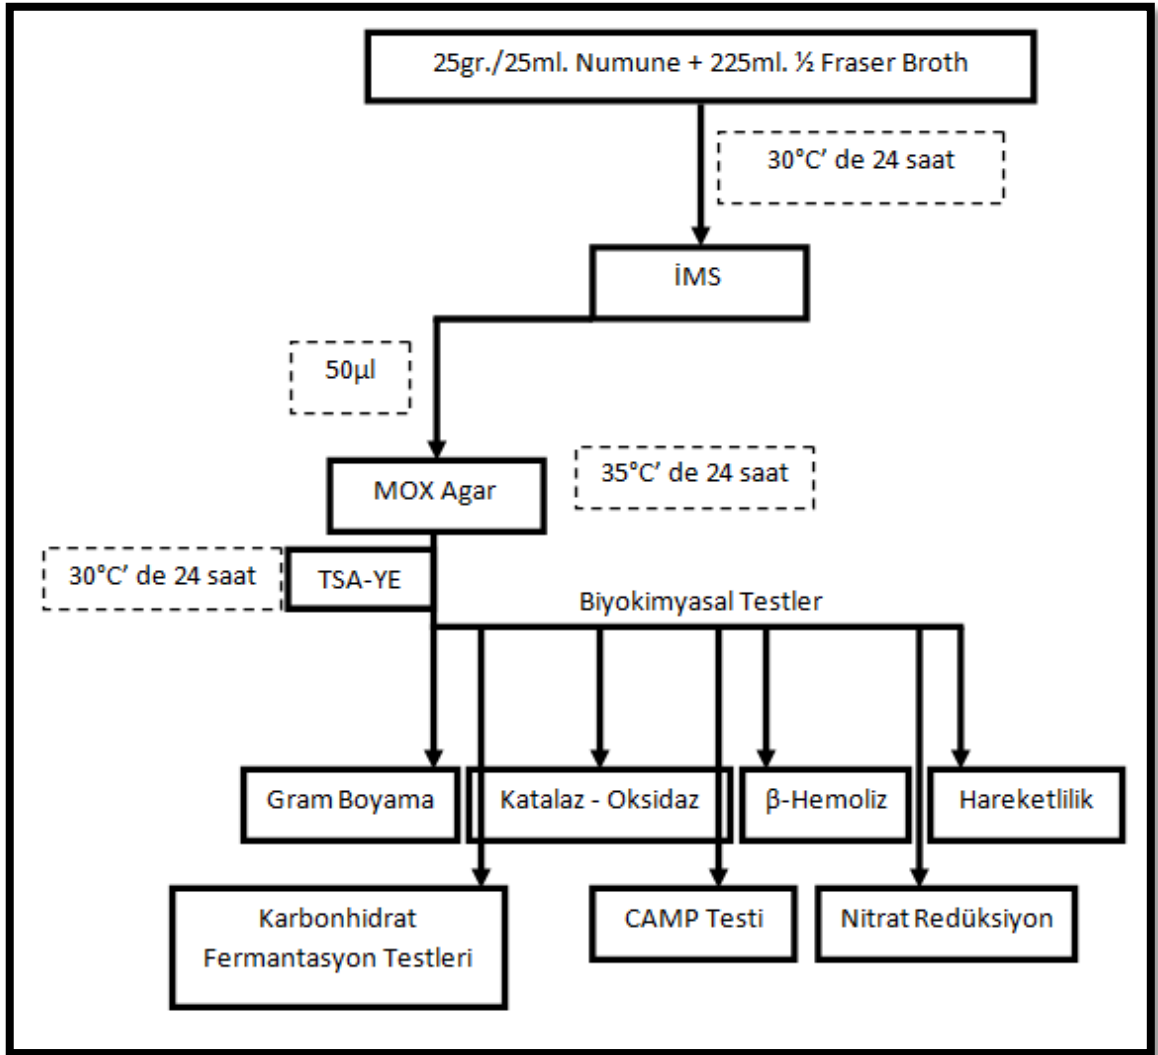 25gr./25ml. Numune + 225ml. ½ Fraser Broth
30°C’ de 24 saat
İMS
50µl
MOX Agar
35°C’ de 24 saat
30°C’ de 24 saat
TSA-YE
Biyokimyasal Testler
Gram Boyama
Katalaz - Oksidaz
β-Hemoliz
Hareketlilik
Karbonhidrat
Fermantasyon Testleri
CAMP Testi
Nitrat Redüksiyon